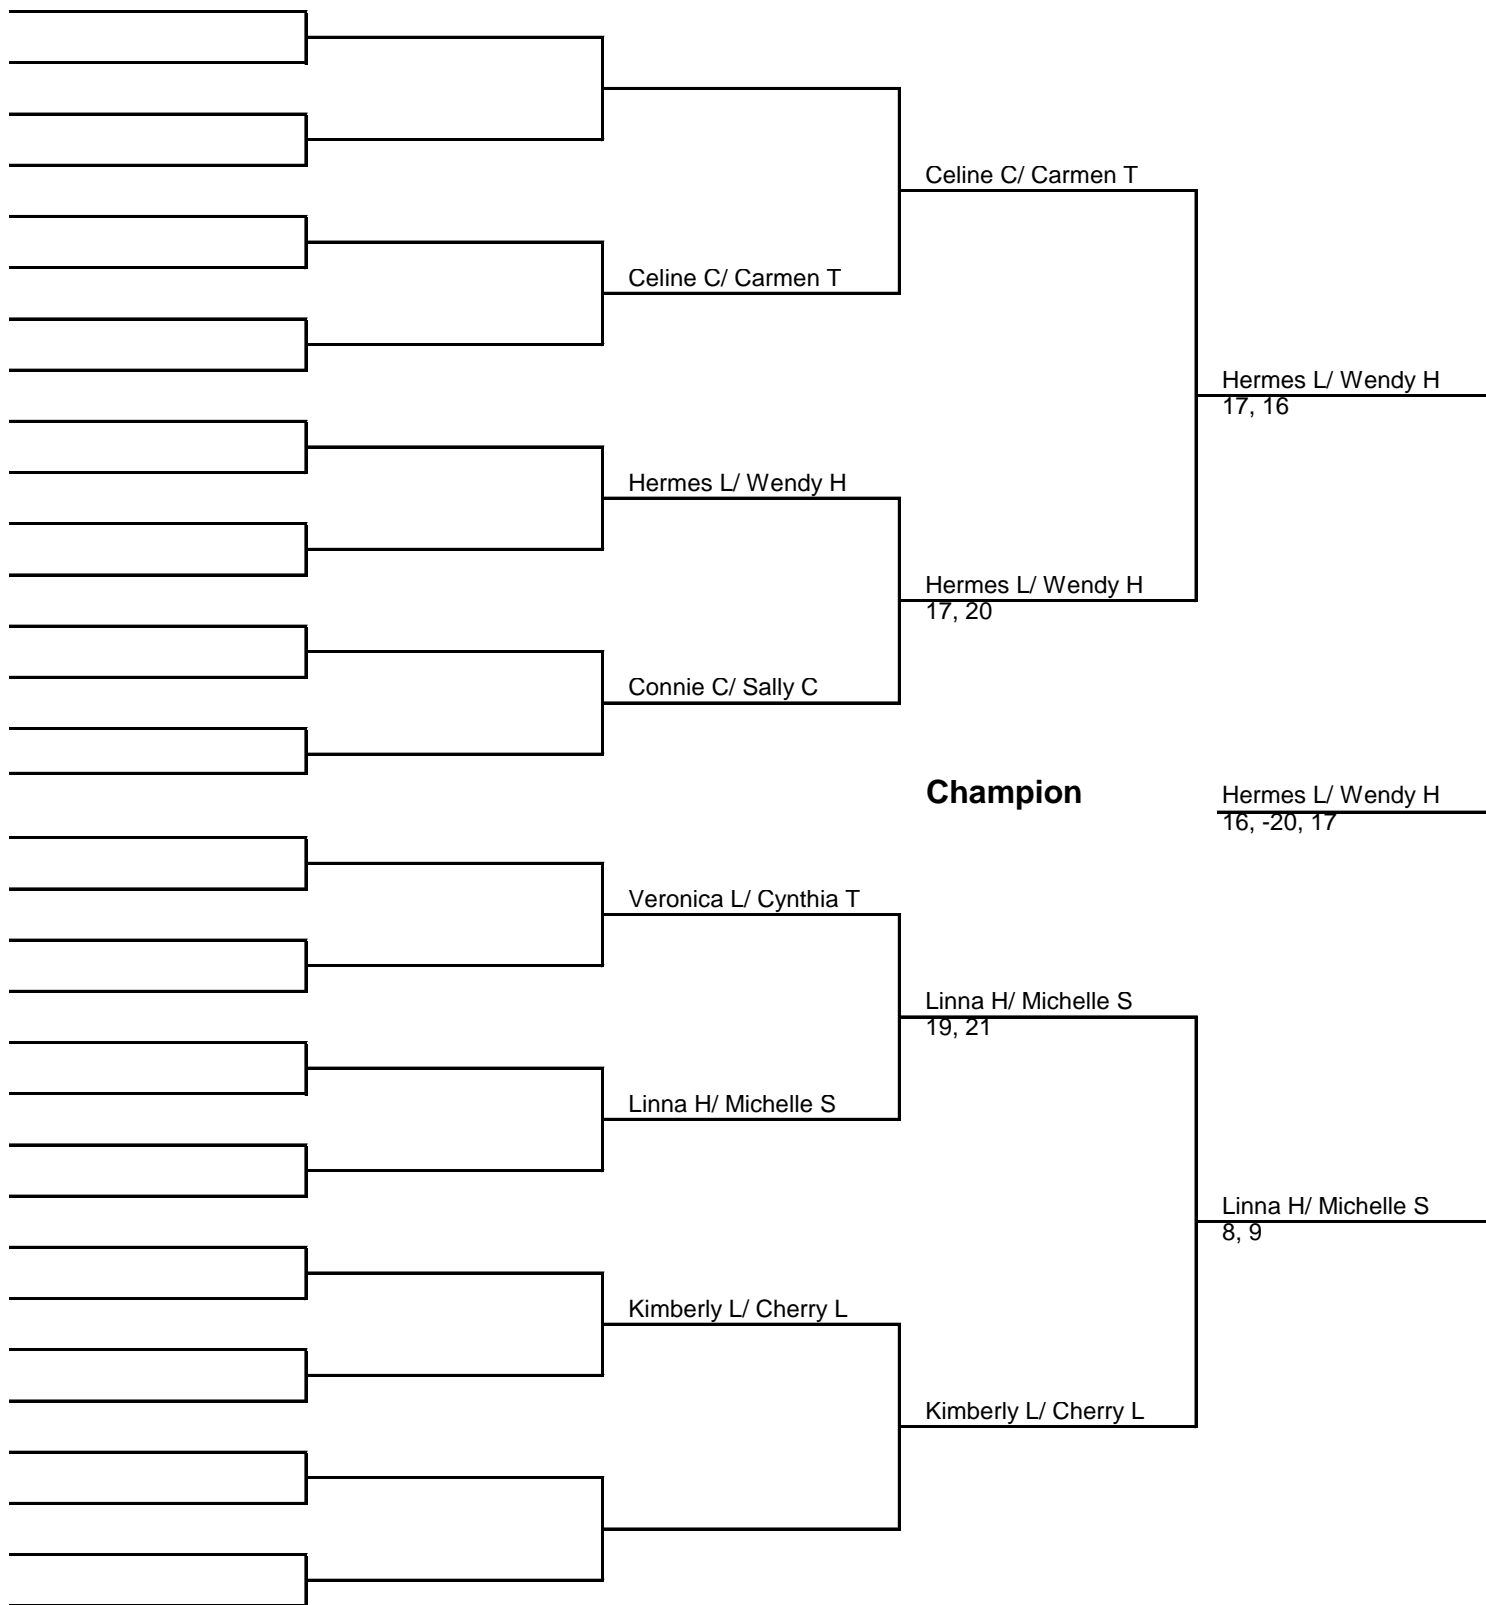 Celine C/ Carmen T
Celine C/ Carmen T
Hermes L/ Wendy H
17, 16
Hermes L/ Wendy H
Hermes L/ Wendy H
17, 20
Connie C/ Sally C
Champion
Hermes L/ Wendy H
16, -20, 17
Veronica L/ Cynthia T
Linna H/ Michelle S
19, 21
Linna H/ Michelle S
Linna H/ Michelle S
8, 9
Kimberly L/ Cherry L
Kimberly L/ Cherry L